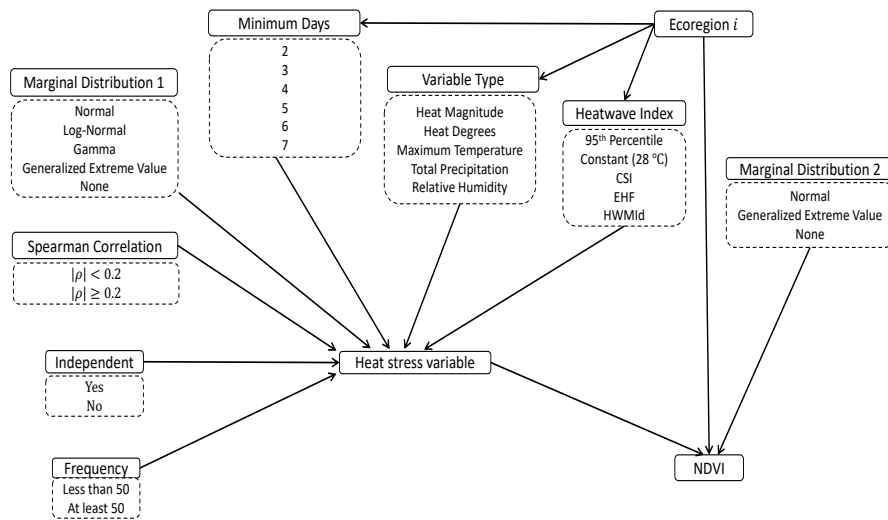 Minimum Days
2
3
4
5
6
7
Ecoregion 𝑖
Marginal Distribution 1
Normal
Log-Normal
Gamma
Generalized Extreme Value
None
Variable Type
Heat Magnitude
Heat Degrees
Maximum Temperature
Total Precipitation
Relative Humidity
Heatwave Index
95ᵗʰ Percentile
Constant (28 ℃)
CSI
EHF
HWMId
Marginal Distribution 2
Normal
Generalized Extreme Value
None
Spearman Correlation
|𝜌| < 0.2
|𝜌| ≥ 0.2
Independent
Yes
No
Heat stress variable
Frequency
Less than 50
At least 50
NDVI